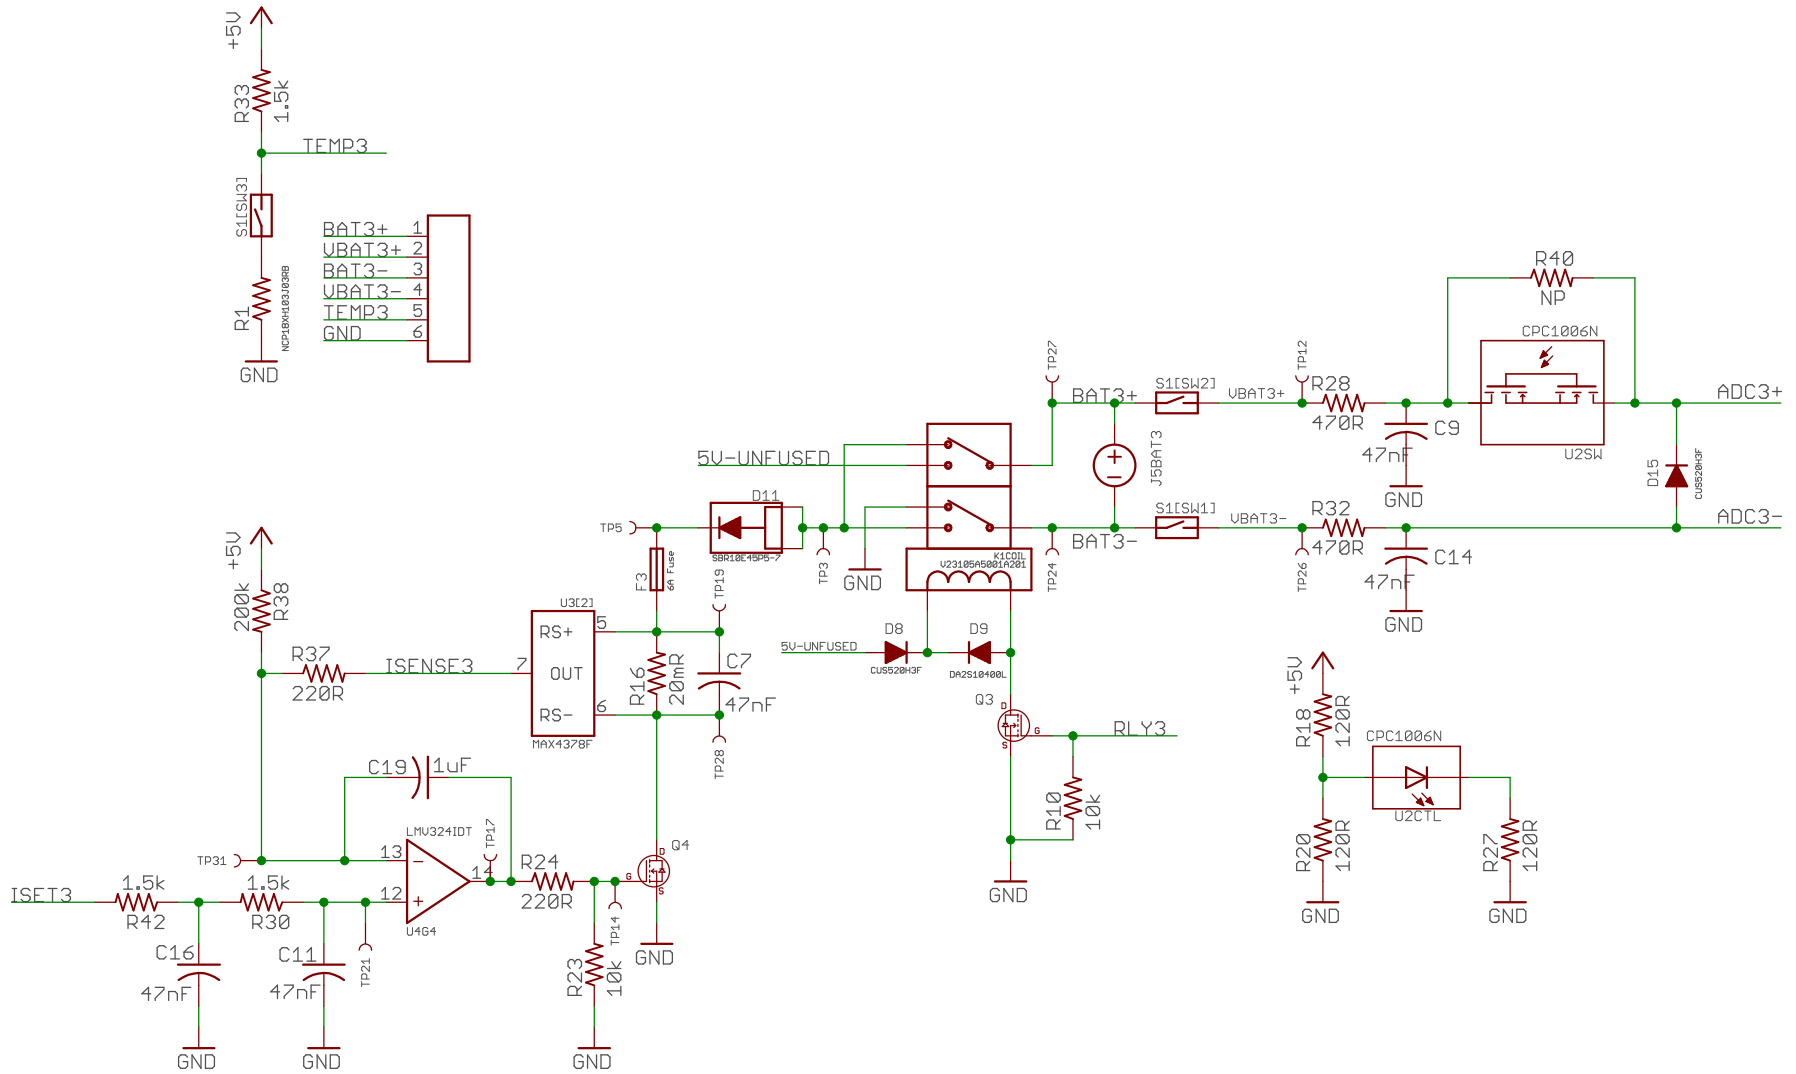 +5V
R33
1.5k
TEMP3
S1[SW3]
R1
NCP18XH103J03RB
GND
BAT3+ 1
VBAT3+ 2
BAT3- 3
VBAT3- 4
TEMP3 5
GND 6
R40
NP
CPC1006N
U2SW
TP27
BAT3+
S1[SW2]
VBAT3+
TP12
R28
470R
C9
47nF
GND
ADC3+
D15
CUS520H3F
5V-UNFUSED
J5BAT3
+
-
D11
SBR10E45P5-7
TP5
F3
6A Fuse
TP3
GND
K1COIL
V23105A5001A201
BAT3-
TP24
S1[SW1]
VBAT3-
TP26
R32
470R
C14
47nF
GND
ADC3-
+5V
200k
R38
R37
220R
ISENSE3
U3[2]
RS+ 5
7 OUT
RS- 6
MAX4378F
TP19
R16
20mR
C7
47nF
TP28
5V-UNFUSED
D8
CUS520H3F
D9
DA2S10400L
Q3
D
G
S
RLY3
R10
10k
GND
+5V
R18
120R
CPC1006N
U2CTL
R20
120R
R27
120R
GND
GND
C19
1uF
LMV324IDT
TP17
TP31
13 -
14
12 +
U4G4
R24
220R
Q4
D
G
S
TP14
R23
10k
GND
GND
ISET3
1.5k
R42
1.5k
R30
C16
47nF
GND
C11
47nF
GND
TP21